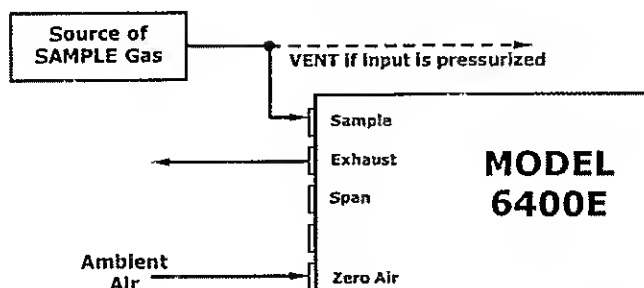 Source of
SAMPLE Gas
VENT if input is pressurized
Sample
Exhaust
MODEL
6400E
Span
Ambient
Air
Zero Air